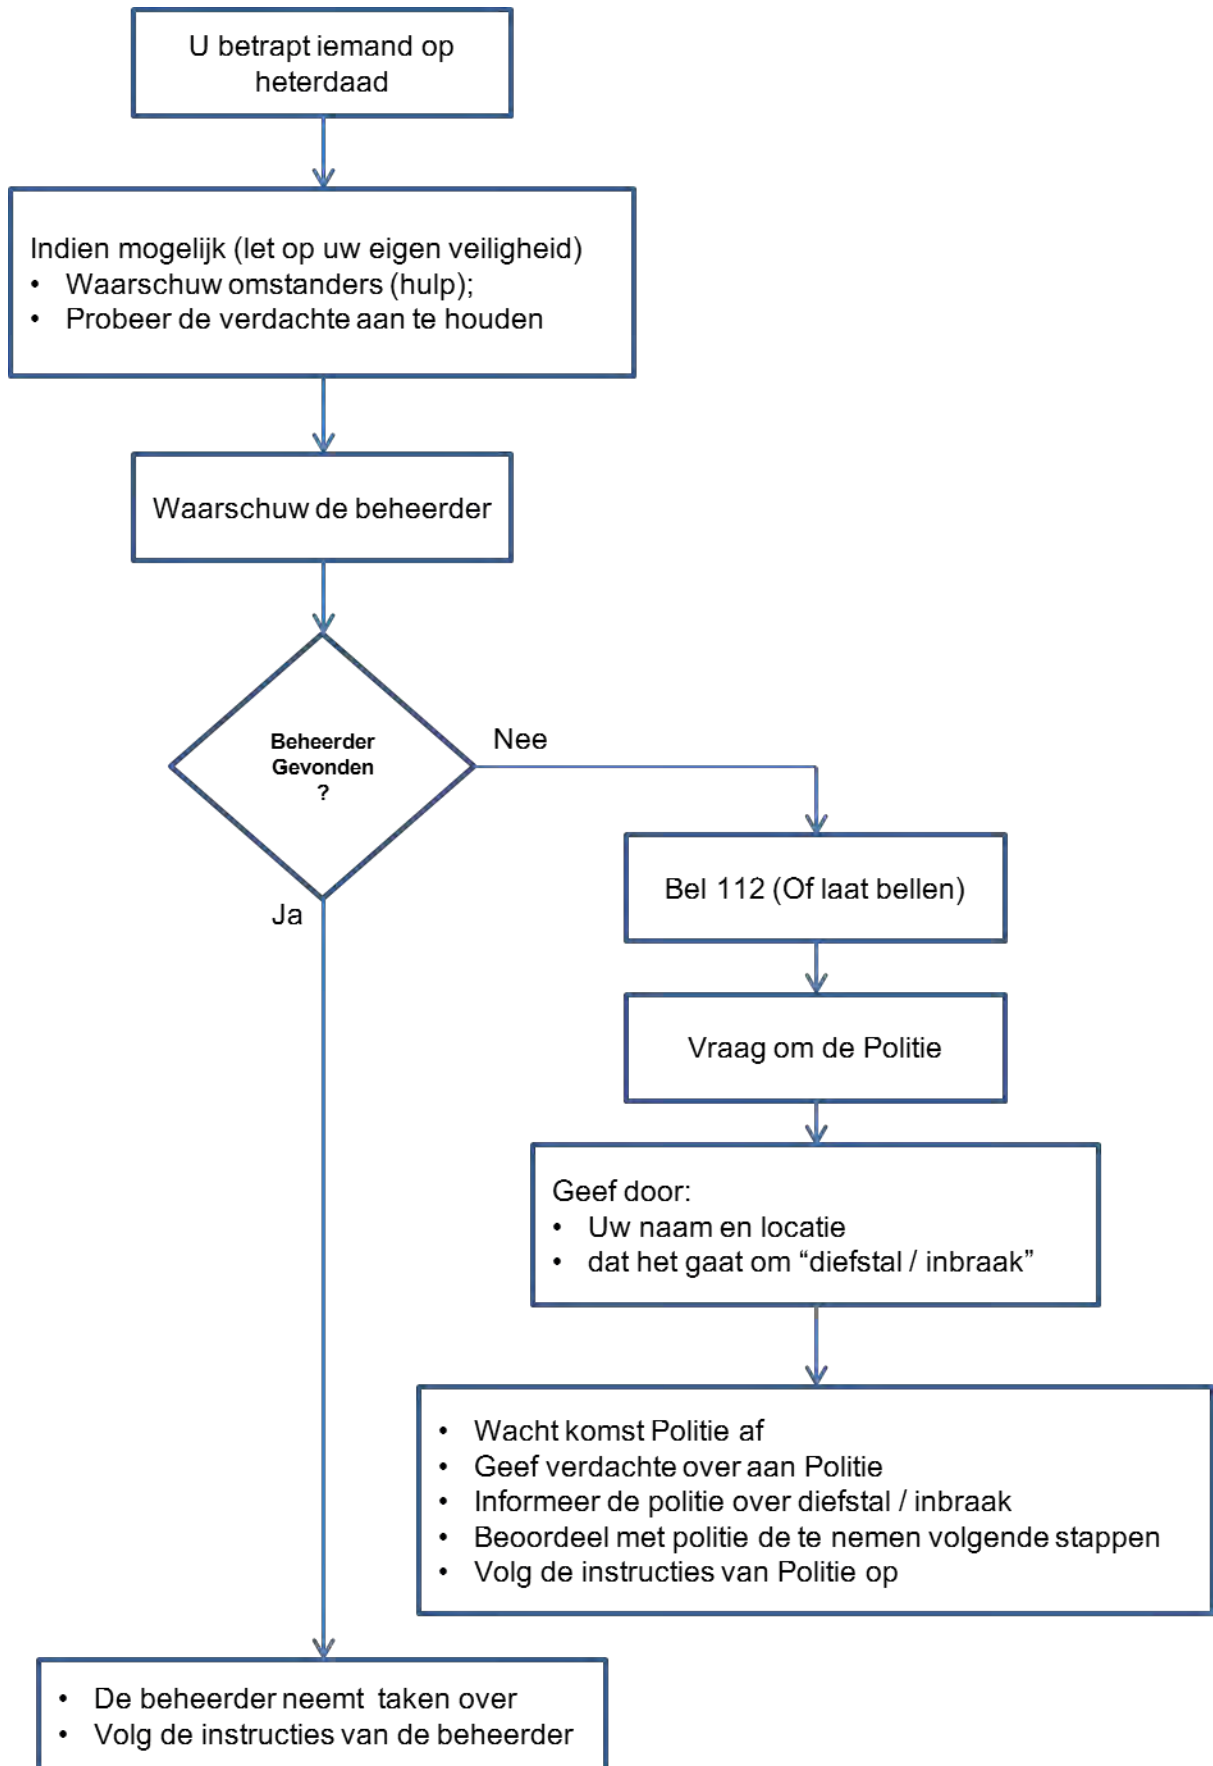 U betrapt iemand op
heterdaad
Indien mogelijk (let op uw eigen veiligheid)
• Waarschuw omstanders (hulp);
• Probeer de verdachte aan te houden
Waarschuw de beheerder
Beheerder
Gevonden
?
Nee
Ja
Bel 112 (Of laat bellen)
Vraag om de Politie
Geef door:
• Uw naam en locatie
• dat het gaat om “diefstal / inbraak”
• Wacht komst Politie af
• Geef verdachte over aan Politie
• Informeer de politie over diefstal / inbraak
• Beoordeel met politie de te nemen volgende stappen
• Volg de instructies van Politie op
• De beheerder neemt taken over
• Volg de instructies van de beheerder